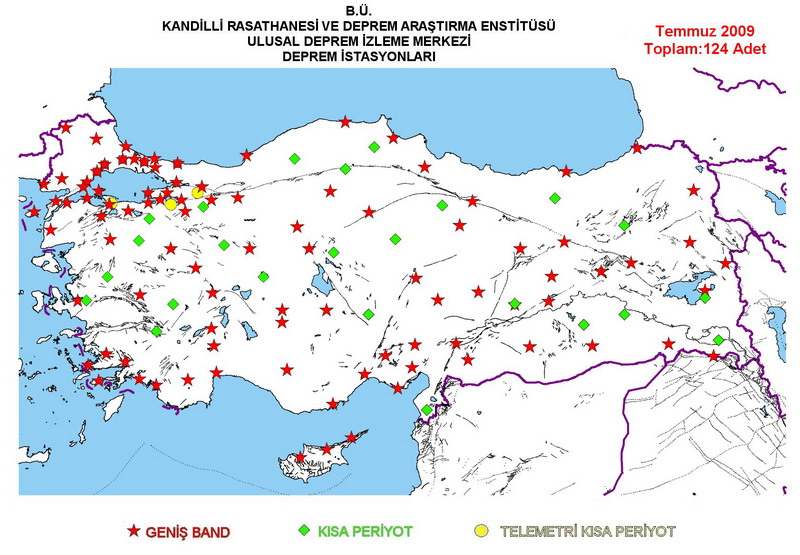 B.Ü.
KANDİLLİ RASATHANESİ VE DEPREM ARAŞTIRMA ENSTİTÜSÜ
ULUSAL DEPREM İZLEME MERKEZİ
DEPREM İSTASYONLARI
Temmuz 2009
Toplam:124 Adet
GENİŞ BAND
KISA PERİYOT
TELEMETRİ KISA PERİYOT